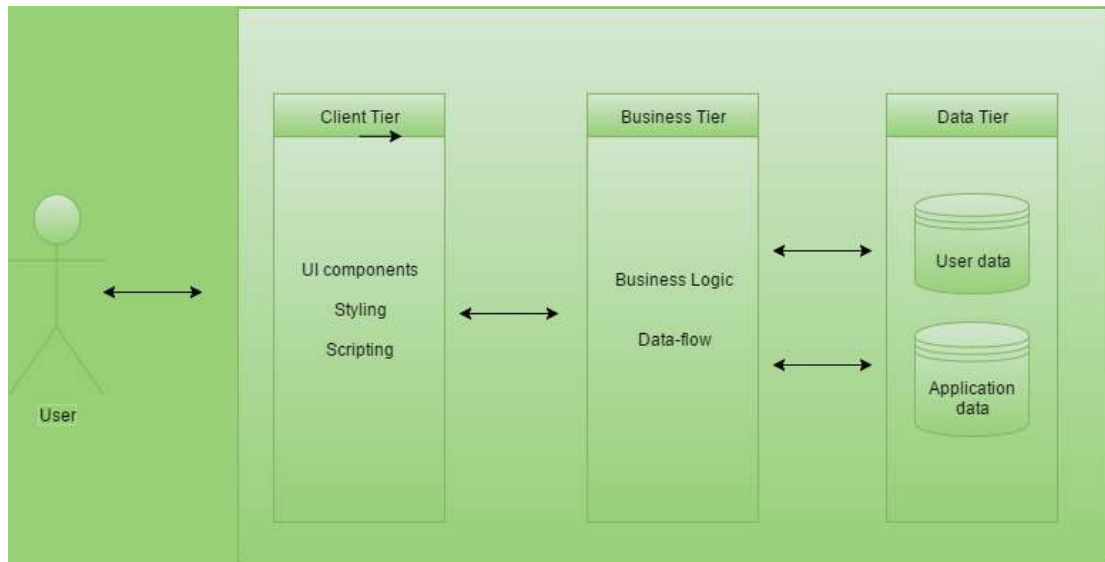 Client Tier
Business Tier
Data Tier
UI components
Styling
Scripting
Business Logic
Data-flow
User data
Application
data
User